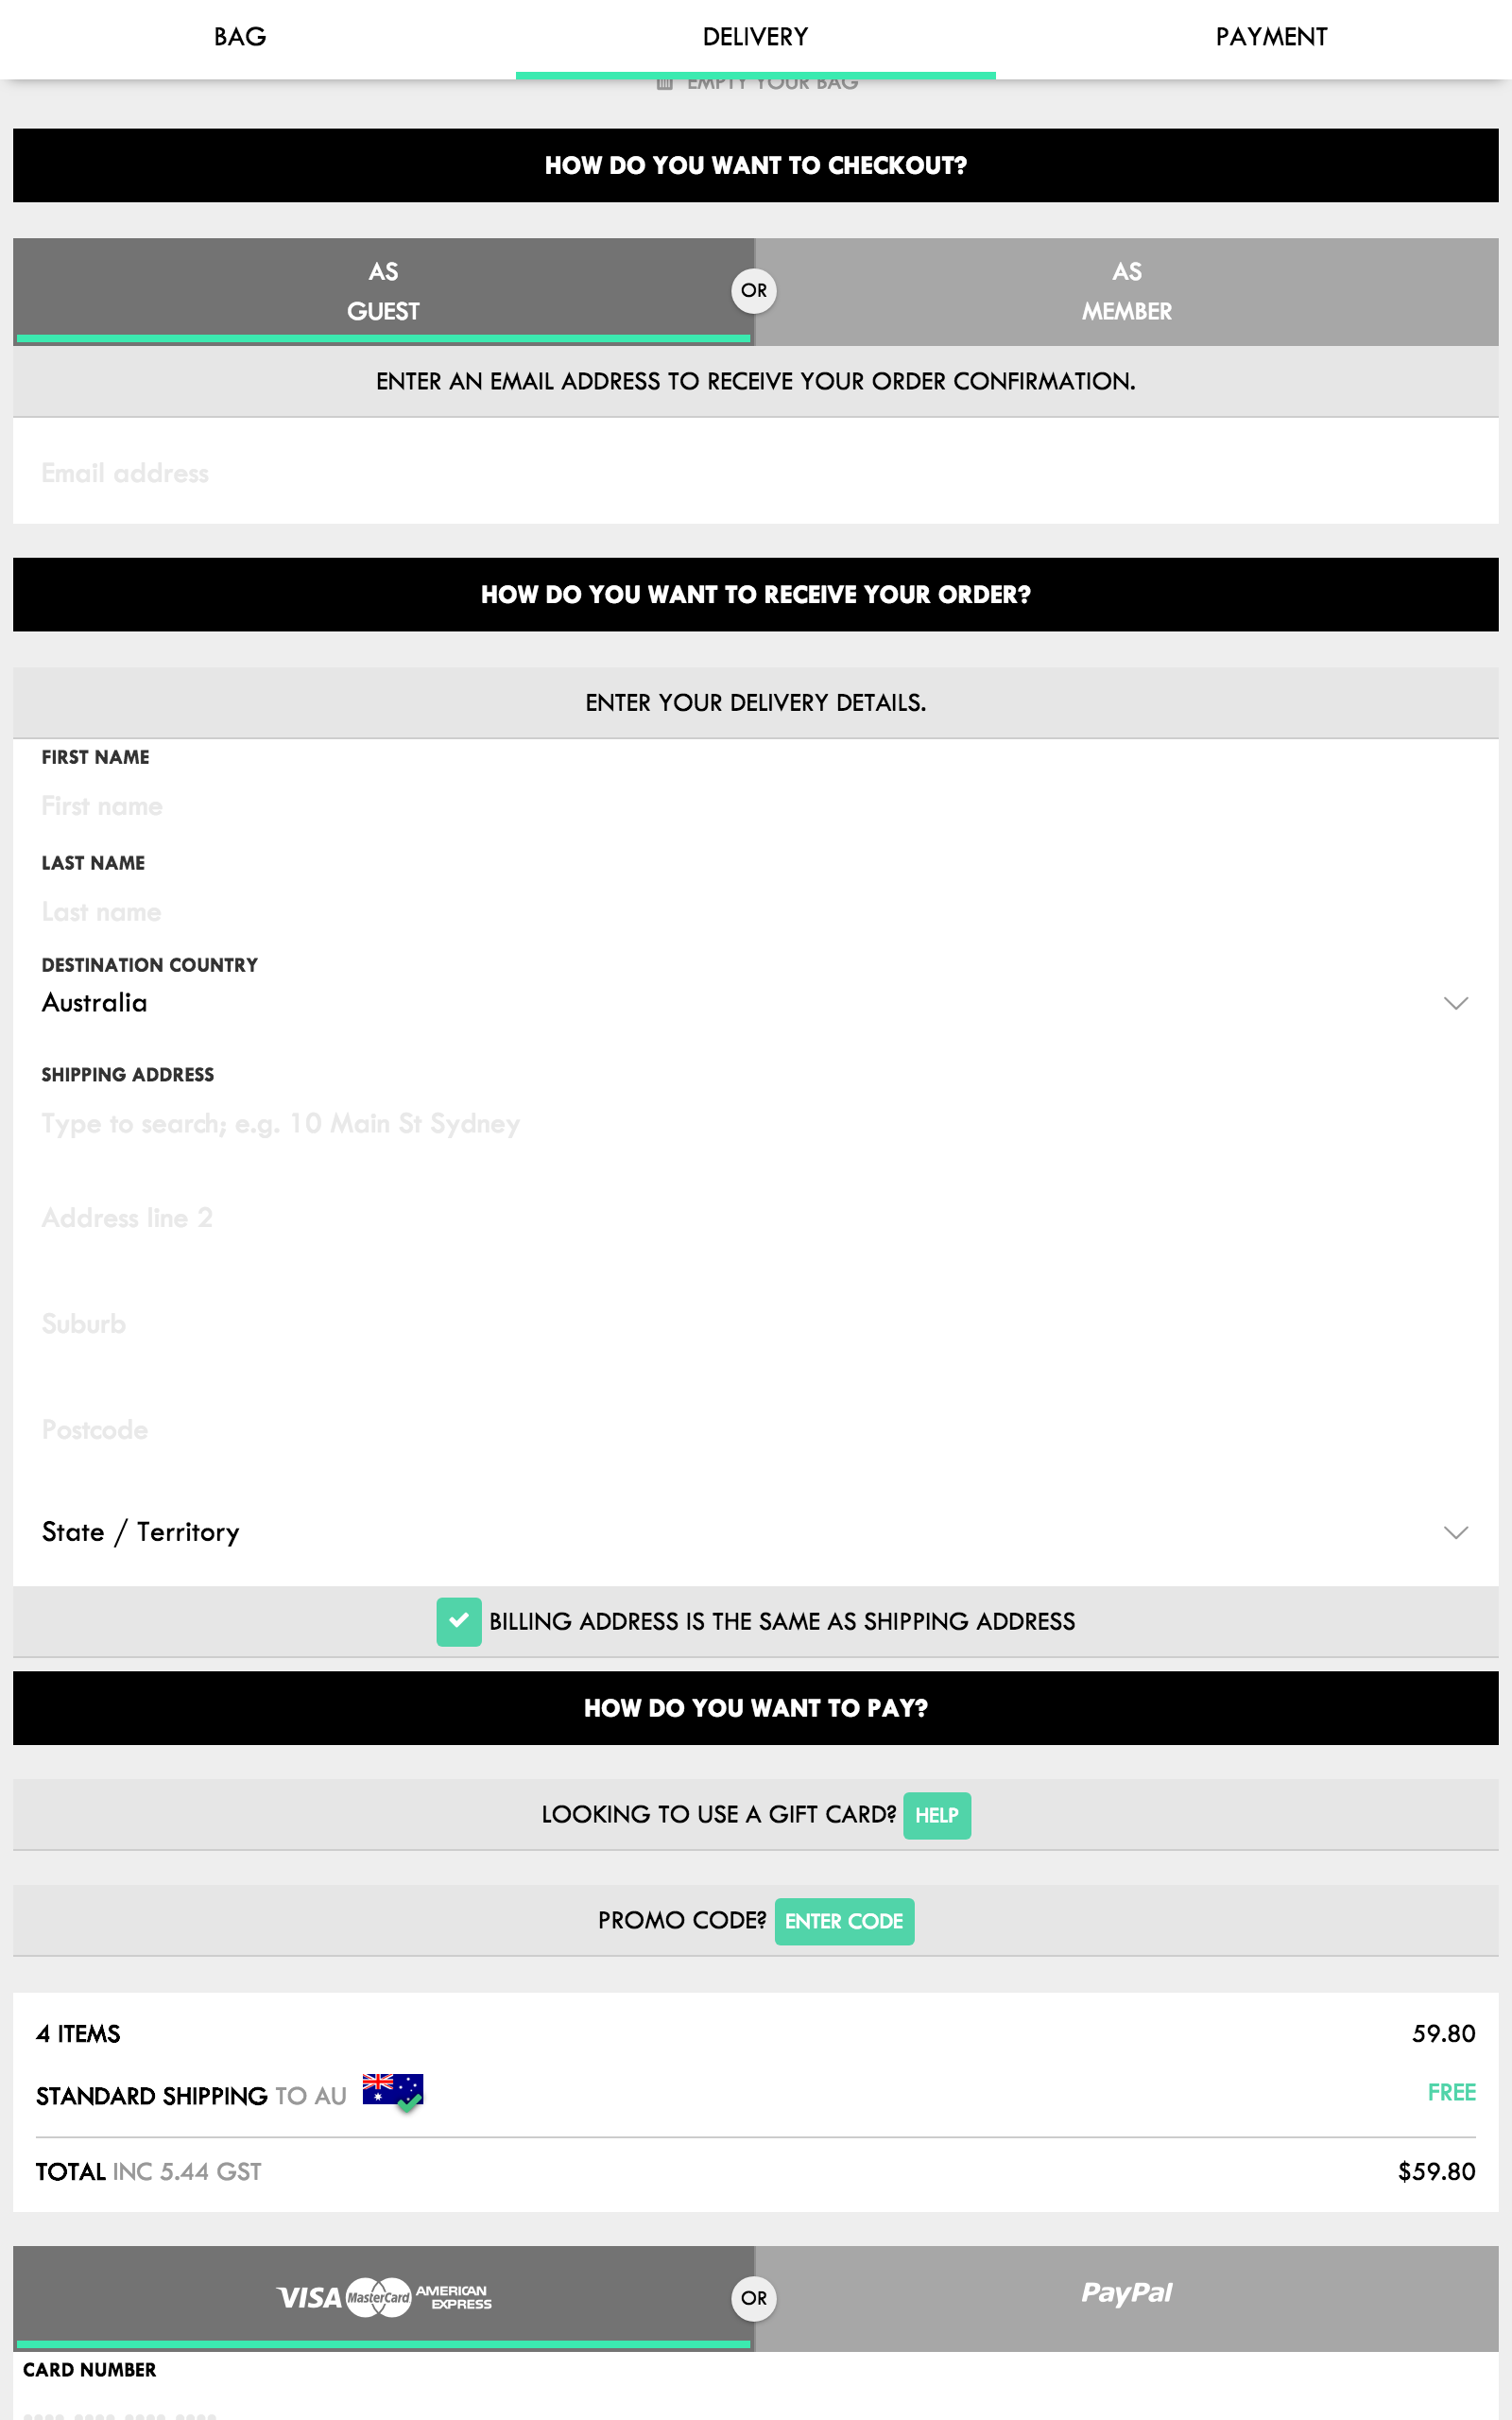 BAG
DELIVERY
PAYMENT
EMPTY YOUR BAG
HOW DO YOU WANT TO CHECKOUT?
AS
GUEST
OR
AS
MEMBER
ENTER AN EMAIL ADDRESS TO RECEIVE YOUR ORDER CONFIRMATION.
Email address
HOW DO YOU WANT TO RECEIVE YOUR ORDER?
ENTER YOUR DELIVERY DETAILS.
FIRST NAME
First name
LAST NAME
Last name
DESTINATION COUNTRY
Australia
SHIPPING ADDRESS
Type to search; e.g. 10 Main St Sydney
Address line 2
Suburb
Postcode
State / Territory
BILLING ADDRESS IS THE SAME AS SHIPPING ADDRESS
HOW DO YOU WANT TO PAY?
LOOKING TO USE A GIFT CARD? HELP
PROMO CODE? ENTER CODE
4 ITEMS 59.80
STANDARD SHIPPING TO AU FREE
TOTAL INC 5.44 GST $59.80
VISA MasterCard AMERICAN EXPRESS
OR
PayPal
CARD NUMBER